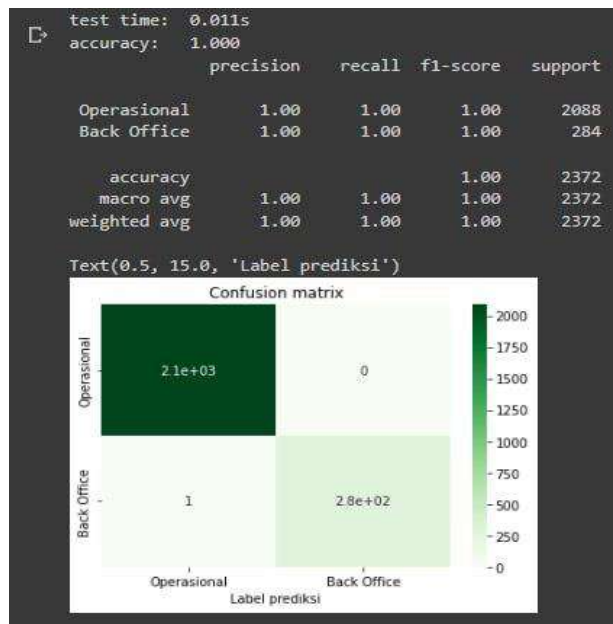 test time: 0.011s
accuracy: 1.000
precision recall f1-score support
Operasional 1.00 1.00 1.00 2088
Back Office 1.00 1.00 1.00 284
accuracy 1.00 2372
macro avg 1.00 1.00 1.00 2372
weighted avg 1.00 1.00 1.00 2372
Text(0.5, 15.0, 'Label prediksi')
Confusion matrix
Operasional
2.1e+03 0
Back Office
1 2.8e+02
Operasional Back Office
Label prediksi
2000
1750
1500
1250
1000
750
500
250
0